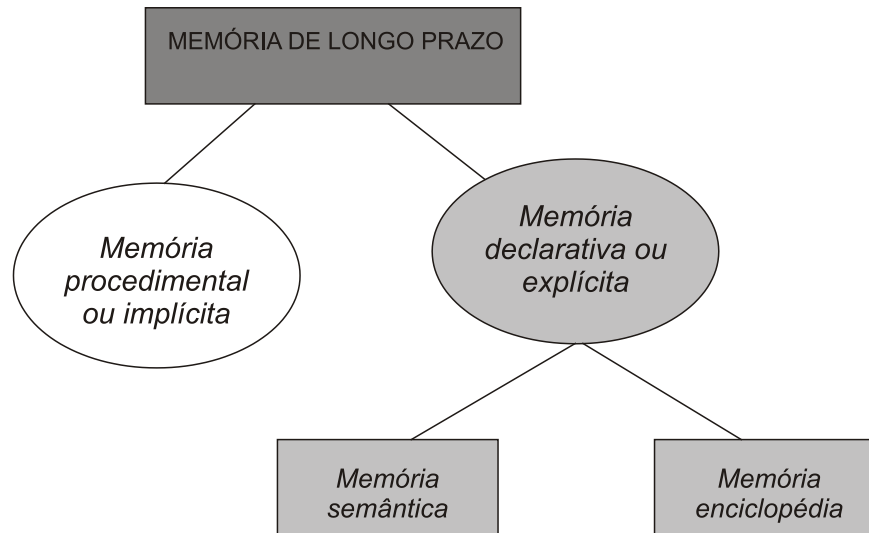 MEMÓRIA DE LONGO PRAZO
Memória
procedimental
ou implícita
Memória
declarativa ou
explícita
Memória
semântica
Memória
enciclopédia